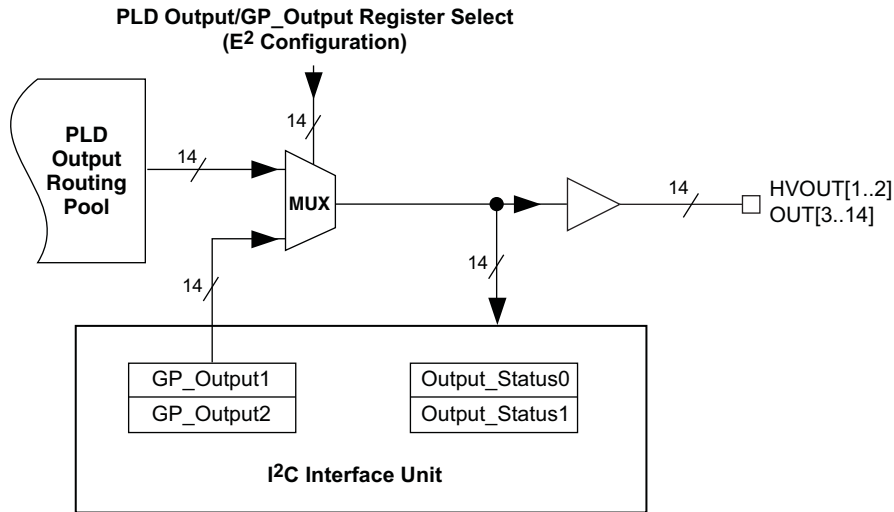 PLD Output/GP_Output Register Select
(E2 Configuration)
14
PLD
Output
Routing
Pool
14
MUX
14
HVOUT[1..2]
OUT[3..14]
14
14
GP_Output1
GP_Output2
Output_Status0
Output_Status1
I2C Interface Unit